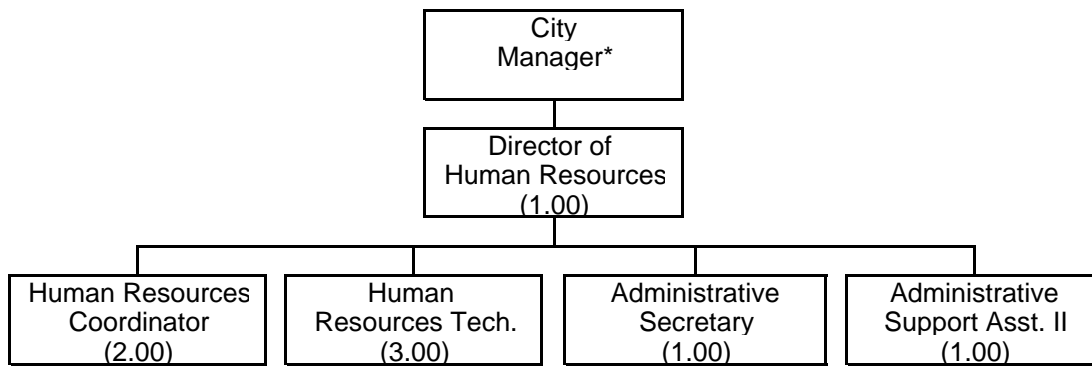 City
Manager*
Director of
Human Resources
(1.00)
Human Resources
Coordinator
(2.00)
Human
Resources Tech.
(3.00)
Administrative
Secretary
(1.00)
Administrative
Support Asst. II
(1.00)